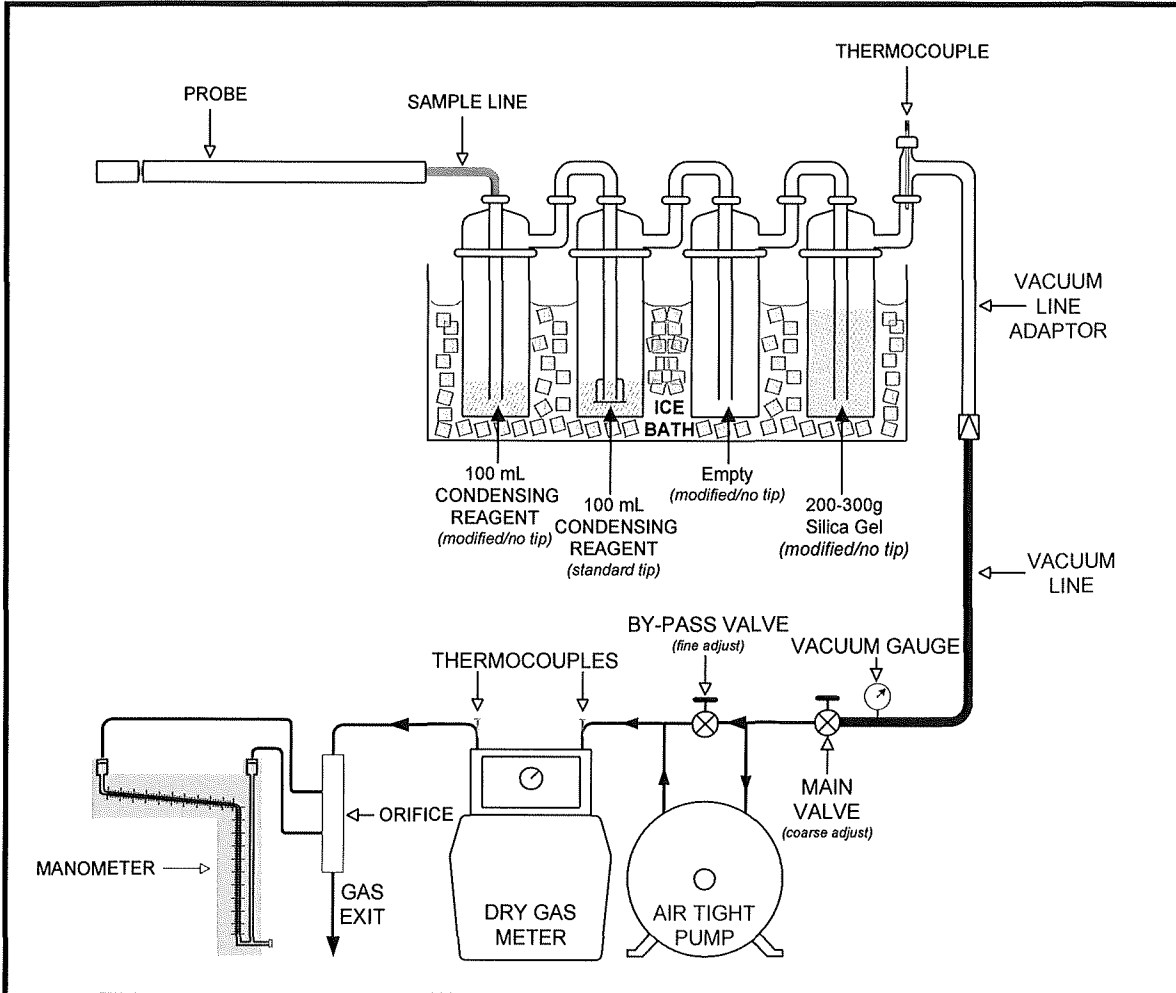 THERMOCOUPLE
PROBE
SAMPLE LINE
VACUUM
LINE
ADAPTOR
ICE
BATH
100 mL
CONDENSING
REAGENT
(modified/no tip)
100 mL
CONDENSING
REAGENT
(standard tip)
Empty
(modified/no tip)
200-300g
Silica Gel
(modified/no tip)
VACUUM
LINE
BY-PASS VALVE
(fine adjust)
VACUUM GAUGE
THERMOCOUPLES
MAIN
VALVE
(coarse adjust)
ORIFICE
MANOMETER
GAS
EXIT
DRY GAS
METER
AIR TIGHT
PUMP